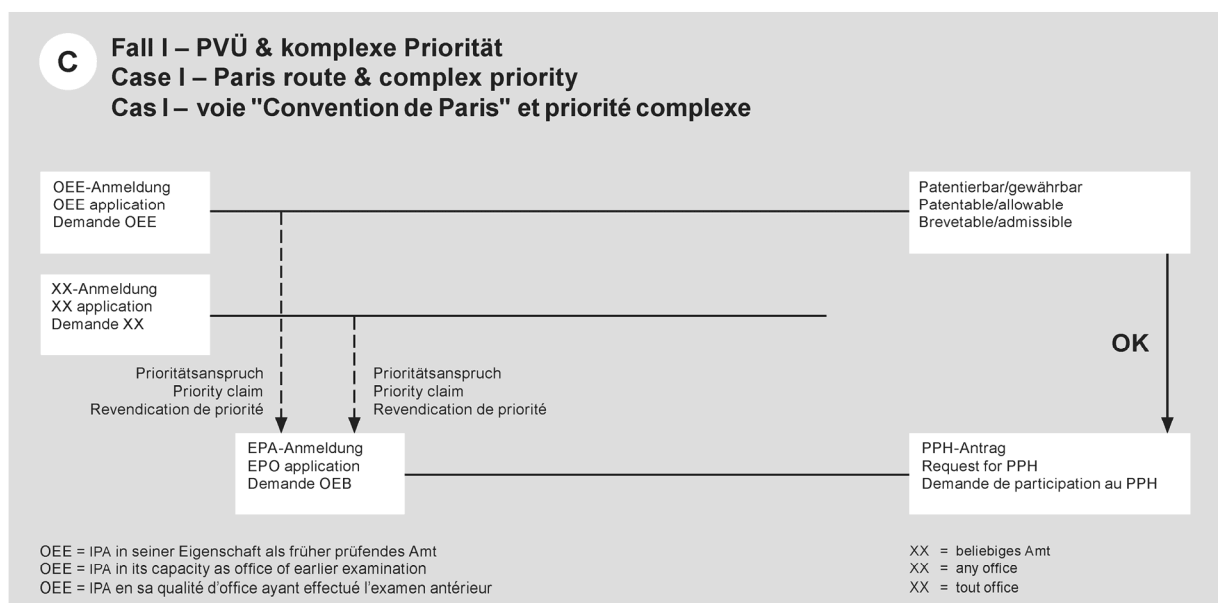 C
Fall I – PVÜ & komplexe Priorität
Case I – Paris route & complex priority
Cas I – voie "Convention de Paris" et priorité complexe
OEE-Anmeldung
OEE application
Demande OEE
Patentierbar/gewährbar
Patentable/allowable
Brevetable/admissible
XX-Anmeldung
XX application
Demande XX
OK
Prioritätsanspruch
Priority claim
Revendication de priorité
Prioritätsanspruch
Priority claim
Revendication de priorité
EPA-Anmeldung
EPO application
Demande OEB
PPH-Antrag
Request for PPH
Demande de participation au PPH
OEE = IPA in seiner Eigenschaft als früher prüfendes Amt
OEE = IPA in its capacity as office of earlier examination
OEE = IPA en sa qualité d'office ayant effectué l'examen antérieur
XX = beliebiges Amt
XX = any office
XX = tout office